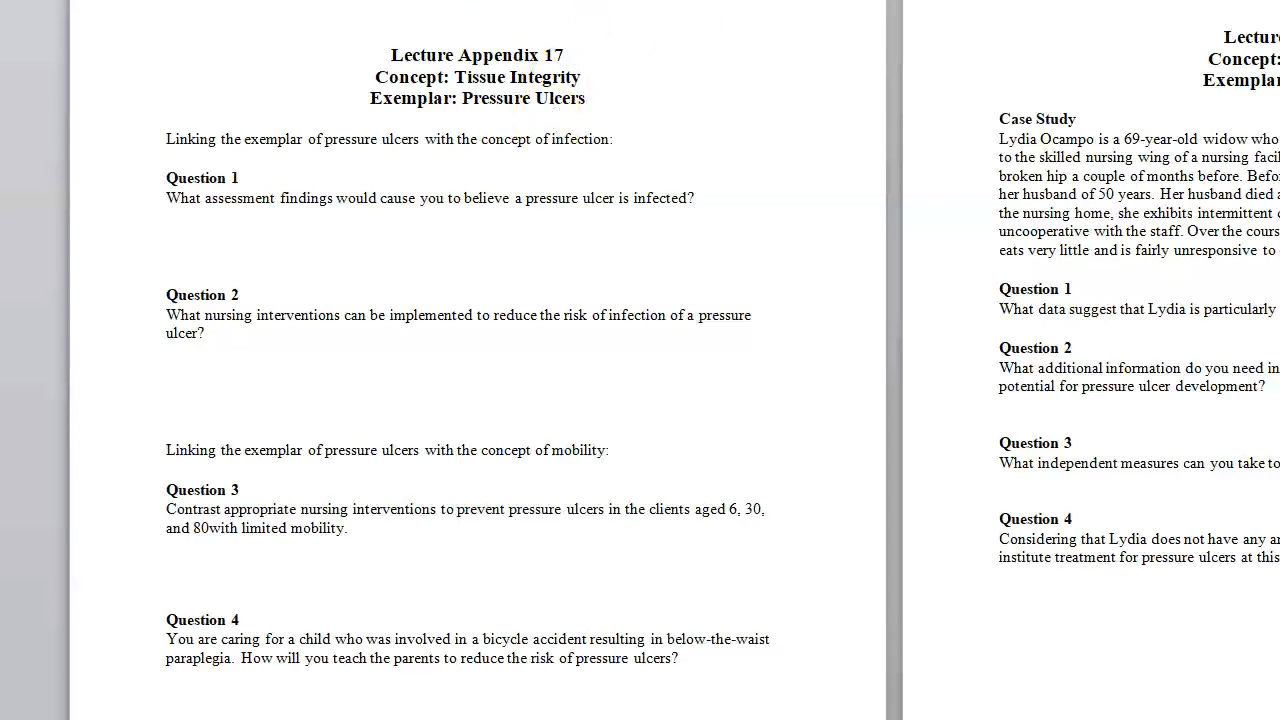 Lecture Appendix 17
Concept: Tissue Integrity
Exemplar: Pressure Ulcers
Linking the exemplar of pressure ulcers with the concept of infection:
Question 1
What assessment findings would cause you to believe a pressure ulcer is infected?
Question 2
What nursing interventions can be implemented to reduce the risk of infection of a pressure
ulcer?
Linking the exemplar of pressure ulcers with the concept of mobility:
Question 3
Contrast appropriate nursing interventions to prevent pressure ulcers in the clients aged 6, 30,
and 80with limited mobility.
Question 4
You are caring for a child who was involved in a bicycle accident resulting in below-the-waist
paraplegia. How will you teach the parents to reduce the risk of pressure ulcers?
Concept:
Exemplar
Case Study
Lydia Ocampo is a 69-year-old widow who
to the skilled nursing wing of a nursing
broken hip a couple of months before.
her husband of 50 years. Her husband died
the nursing home, she exhibits intermittent
uncooperative with the staff. Over the
eats very little and is fairly unresponsive to
Question 1
What data suggest that Lydia is particularly
Question 2
What additional information do you need in
potential for pressure ulcer development?
Question 3
What independent measures can you take to
Question 4
Considering that Lydia does not have any
institute treatment for pressure ulcers at this